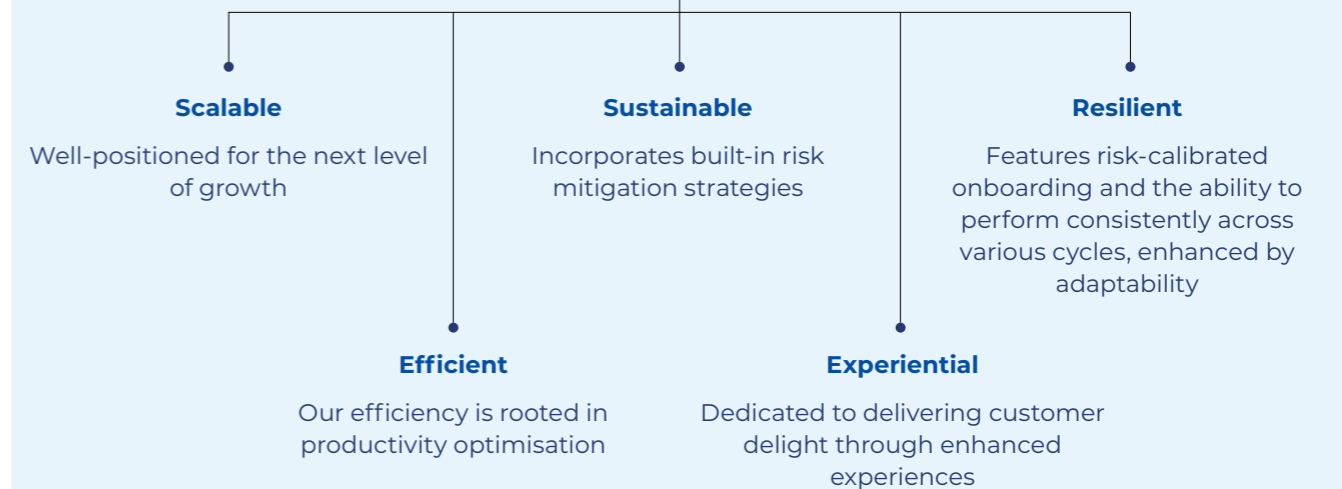 Scalable
Well-positioned for the next level
of growth
Sustainable
Incorporates built-in risk
mitigation strategies
Resilient
Features risk-calibrated
onboarding and the ability to
perform consistently across
various cycles, enhanced by
adaptability
Efficient
Our efficiency is rooted in
productivity optimisation
Experiential
Dedicated to delivering customer
delight through enhanced
experiences